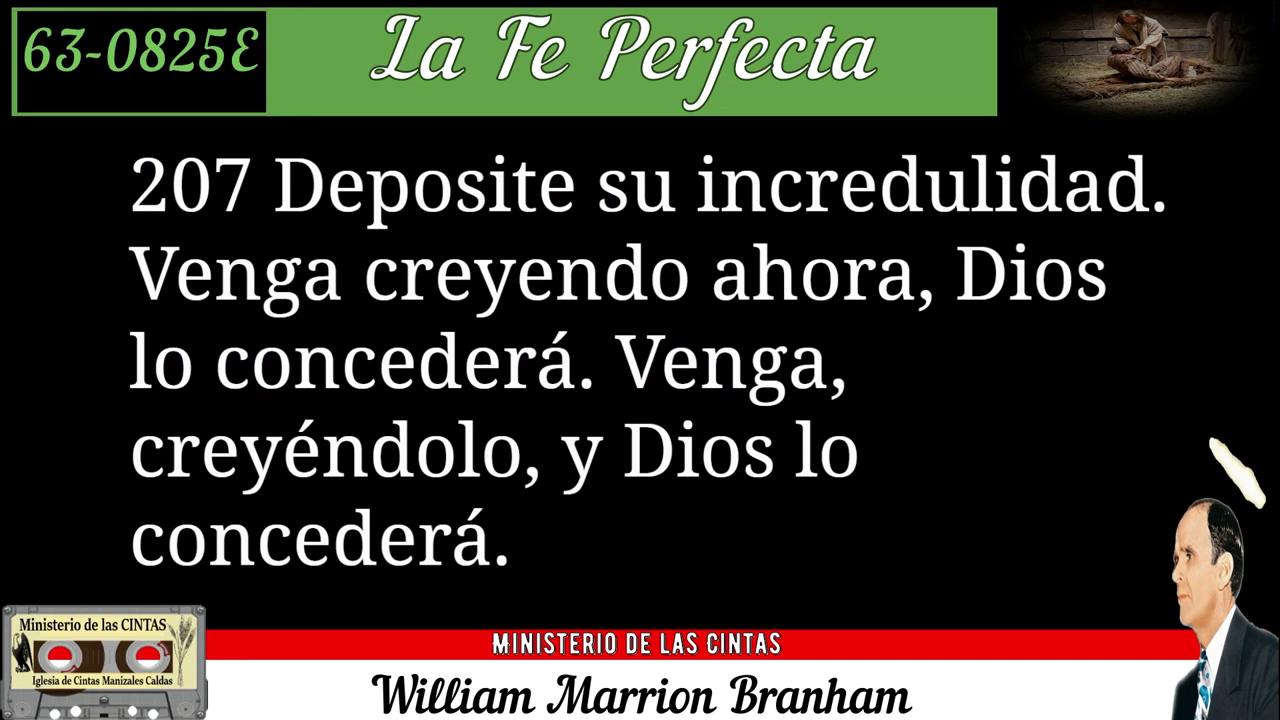 63-0825E
La Fe Perfecta
207 Deposite su incredulidad.
Venga creyendo ahora, Dios
lo concederá. Venga,
creyéndolo, y Dios lo
concederá.
Ministerio de las CINTAS
Iglesia de Cintas Manizales Caldas
MINISTERIO DE LAS CINTAS
William Marrion Branham